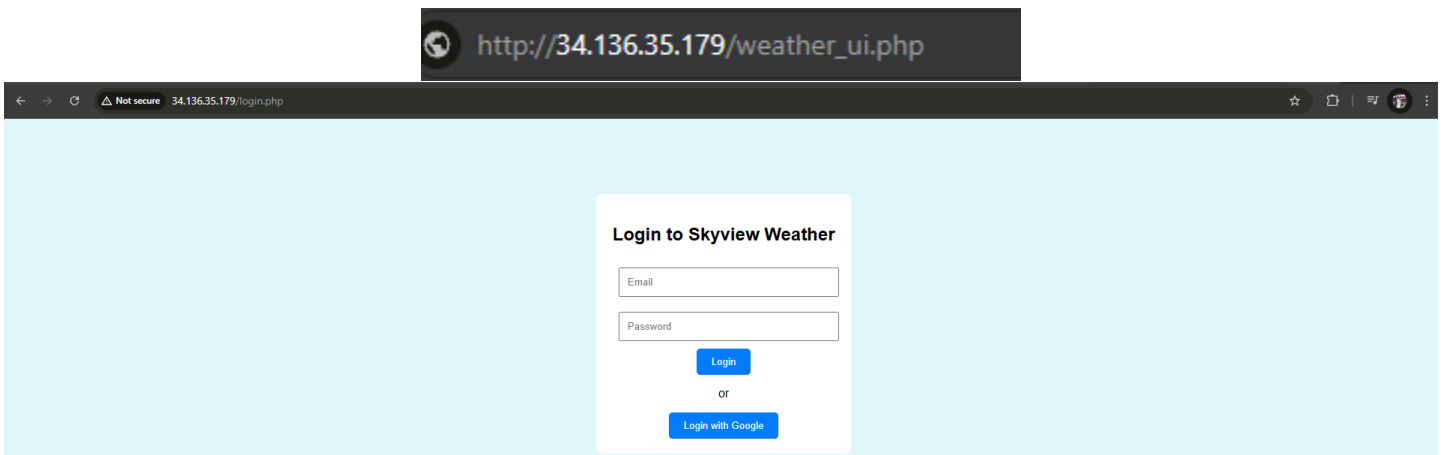 http://34.136.35.179/weather_ui.php
Not secure 34.136.35.179/login.php
Login to Skyview Weather
Email
Password
Login
or
Login with Google